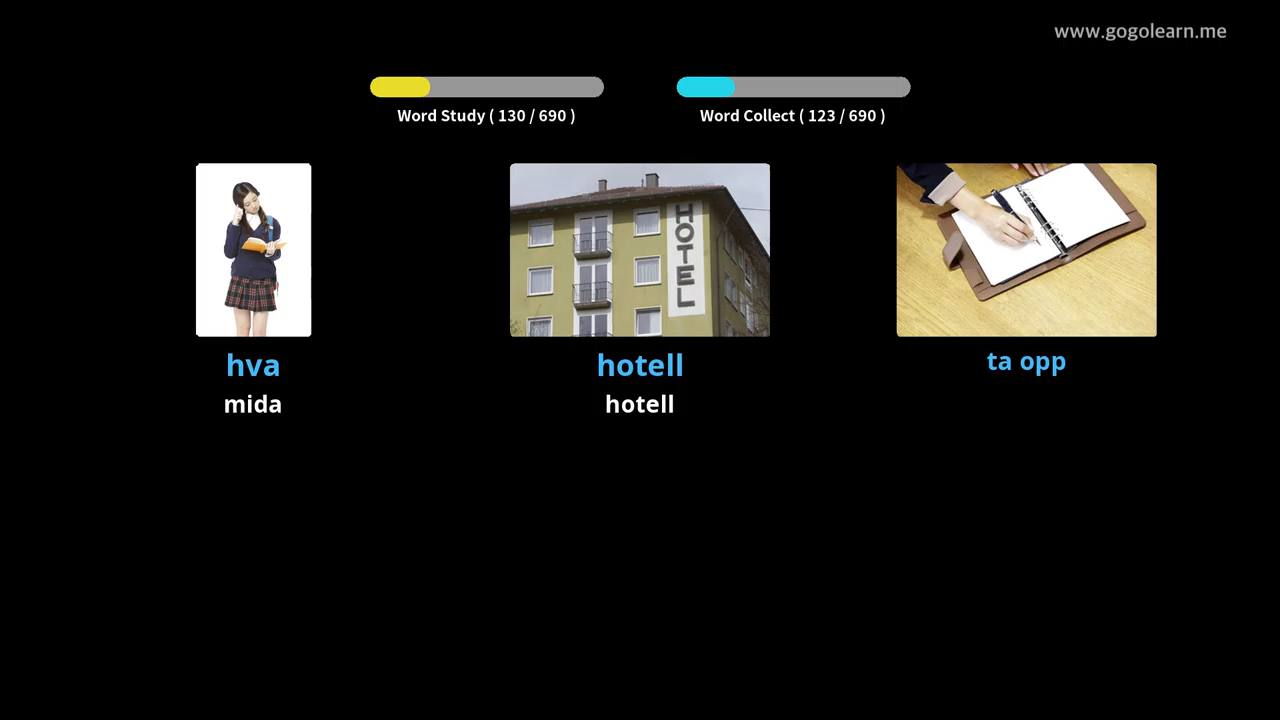 www.gogolearn.me
Word Study ( 130 / 690 )
Word Collect ( 123 / 690 )
HOTEL
hva
hotell
ta opp
mida
hotell